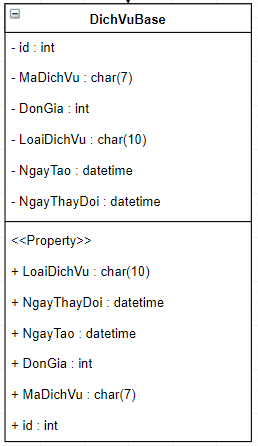 DichVuBase
- id : int
- MaDichVu : char(7)
- DonGia : int
- LoaiDichVu : char(10)
- NgayTao : datetime
- NgayThayDoi : datetime
<<Property>>
+ LoaiDichVu : char(10)
+ NgayThayDoi : datetime
+ NgayTao : datetime
+ DonGia : int
+ MaDichVu : char(7)
+ id : int